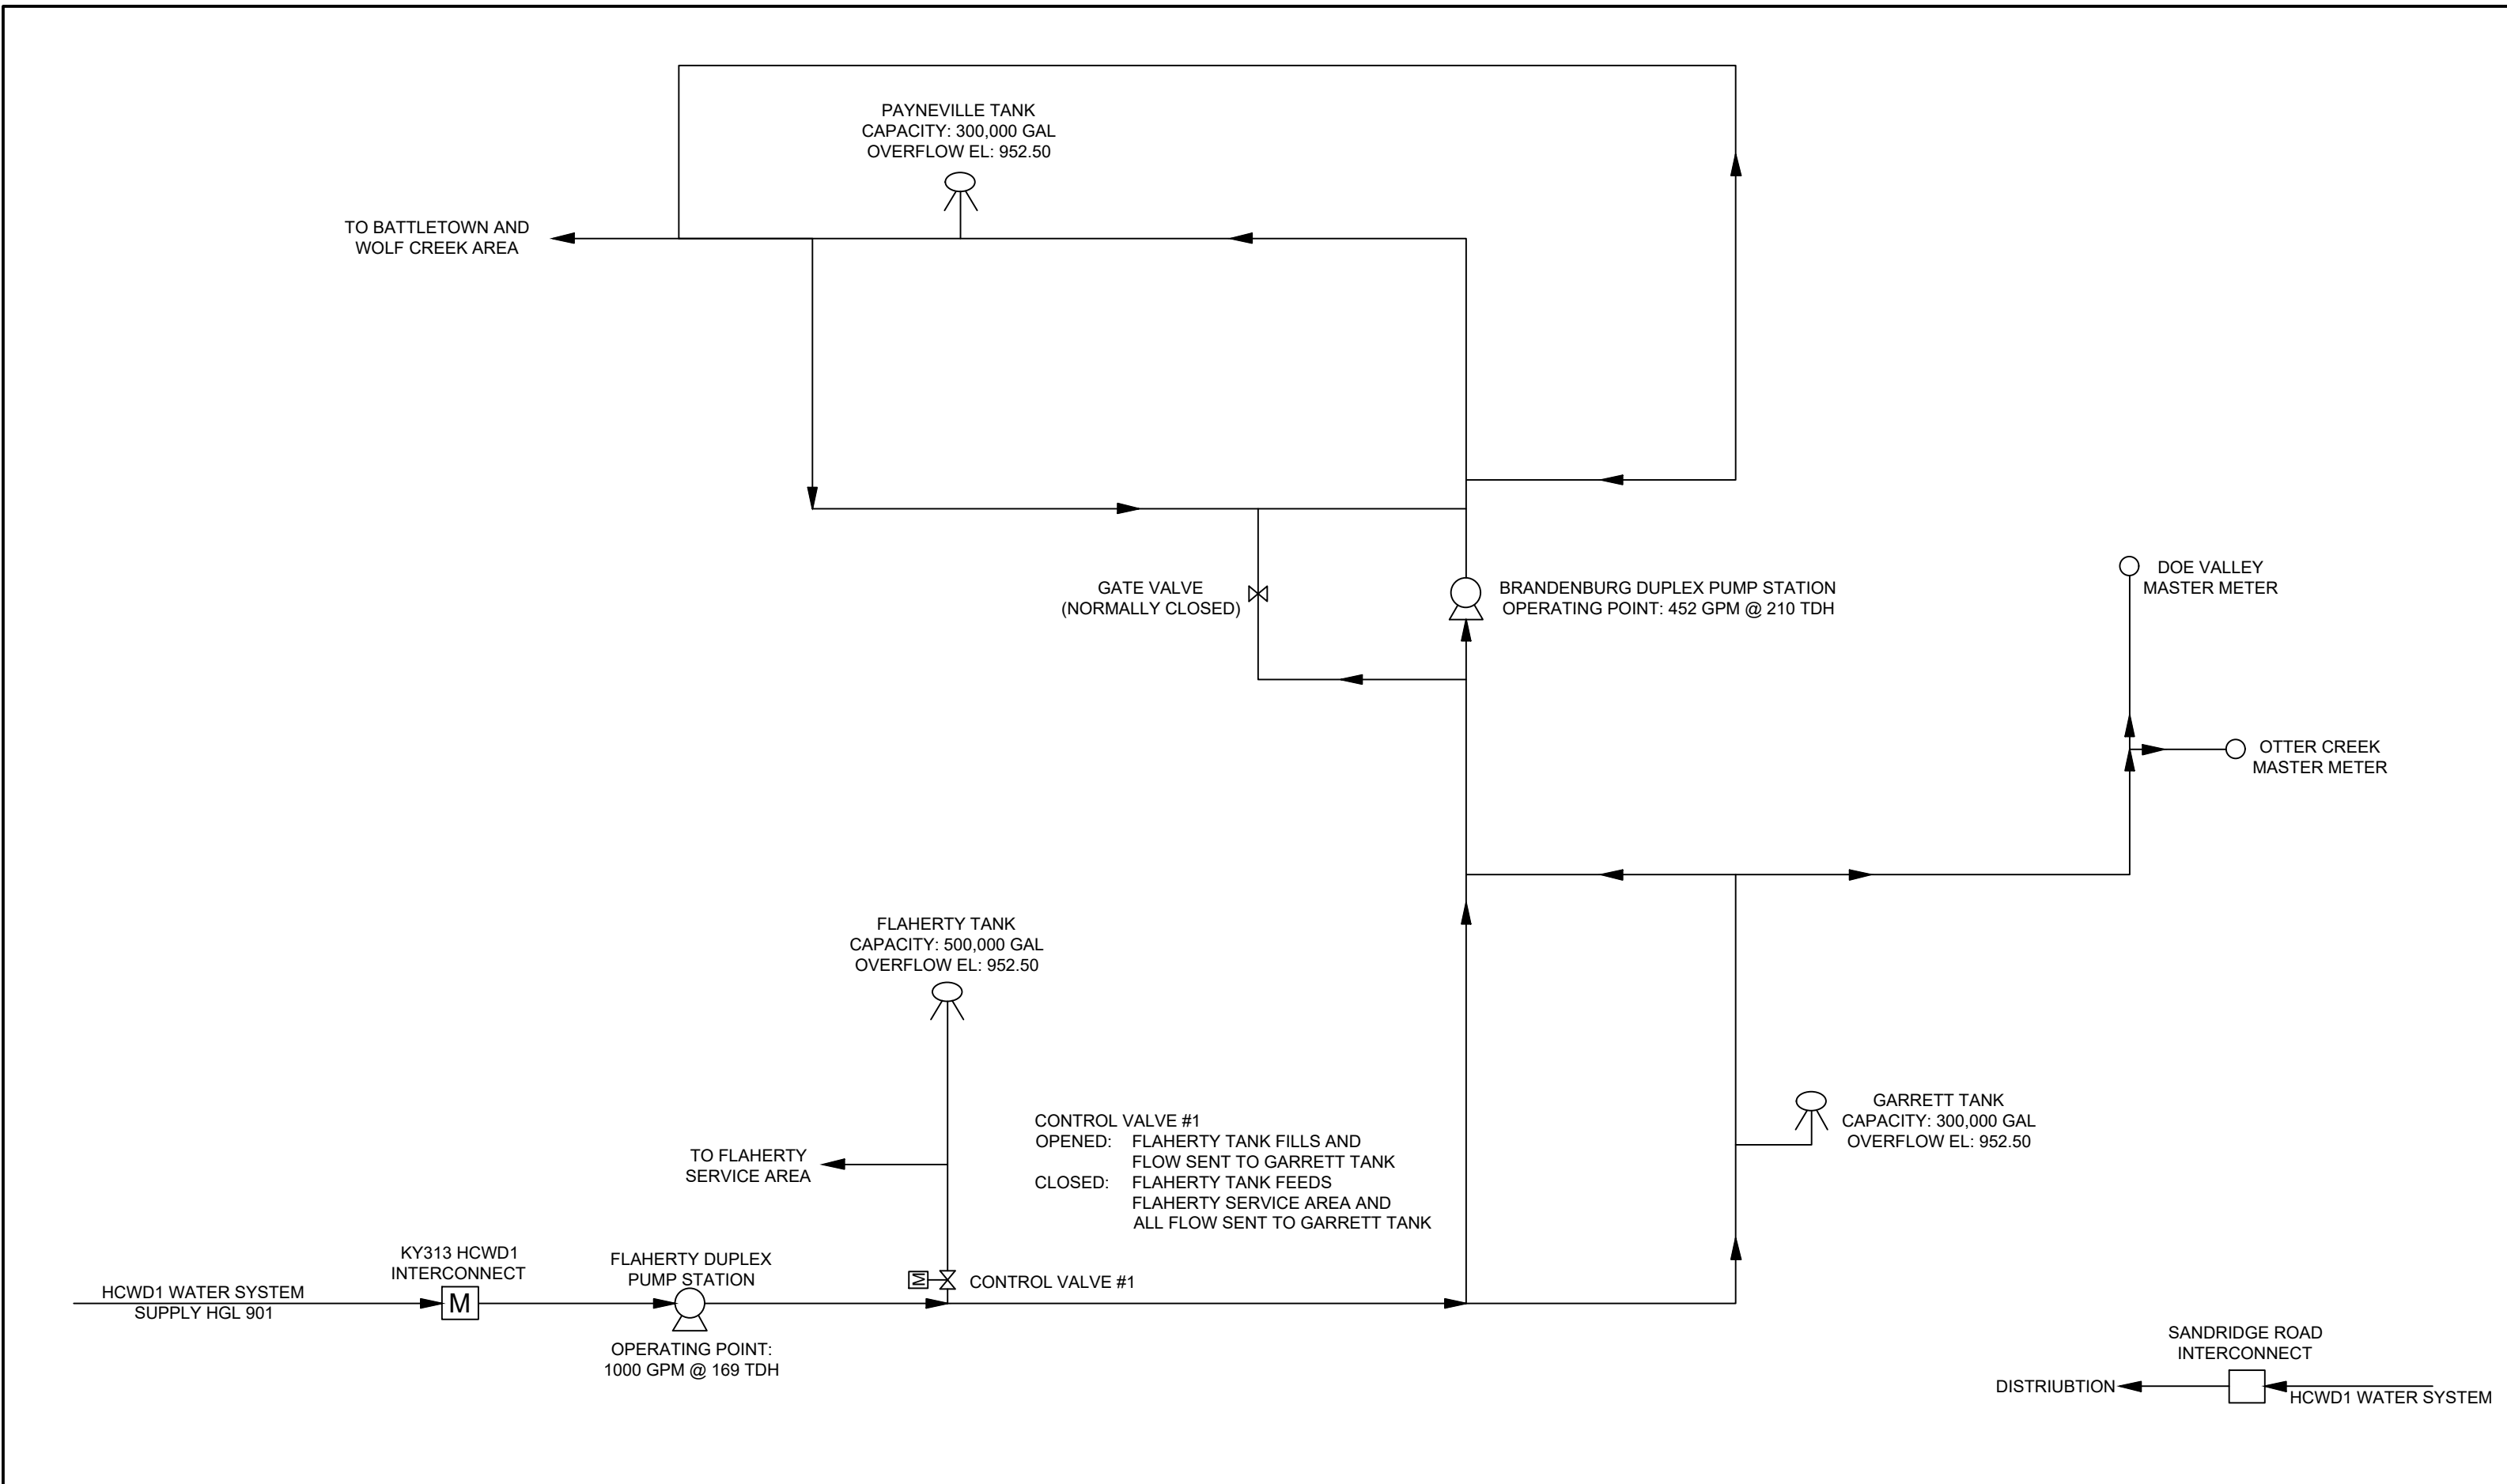 PAYNEVILLE TANK
CAPACITY: 300,000 GAL
OVERFLOW EL: 952.50
TO BATTLETOWN AND
WOLF CREEK AREA
GATE VALVE
(NORMALLY CLOSED)
BRANDENBURG DUPLEX PUMP STATION
OPERATING POINT: 452 GPM @ 210 TDH
DOE VALLEY
MASTER METER
OTTER CREEK
MASTER METER
FLAHERTY TANK
CAPACITY: 500,000 GAL
OVERFLOW EL: 952.50
GARRETT TANK
CAPACITY: 300,000 GAL
OVERFLOW EL: 952.50
CONTROL VALVE #1
OPENED: FLAHERTY TANK FILLS AND
FLOW SENT TO GARRETT TANK
CLOSED: FLAHERTY TANK FEEDS
FLAHERTY SERVICE AREA AND
ALL FLOW SENT TO GARRETT TANK
TO FLAHERTY
SERVICE AREA
KY313 HCWD1
INTERCONNECT
FLAHERTY DUPLEX
PUMP STATION
M
CONTROL VALVE #1
HCWD1 WATER SYSTEM
SUPPLY HGL 901
M
OPERATING POINT:
1000 GPM @ 169 TDH
SANDRIDGE ROAD
INTERCONNECT
DISTRIUBTION
HCWD1 WATER SYSTEM